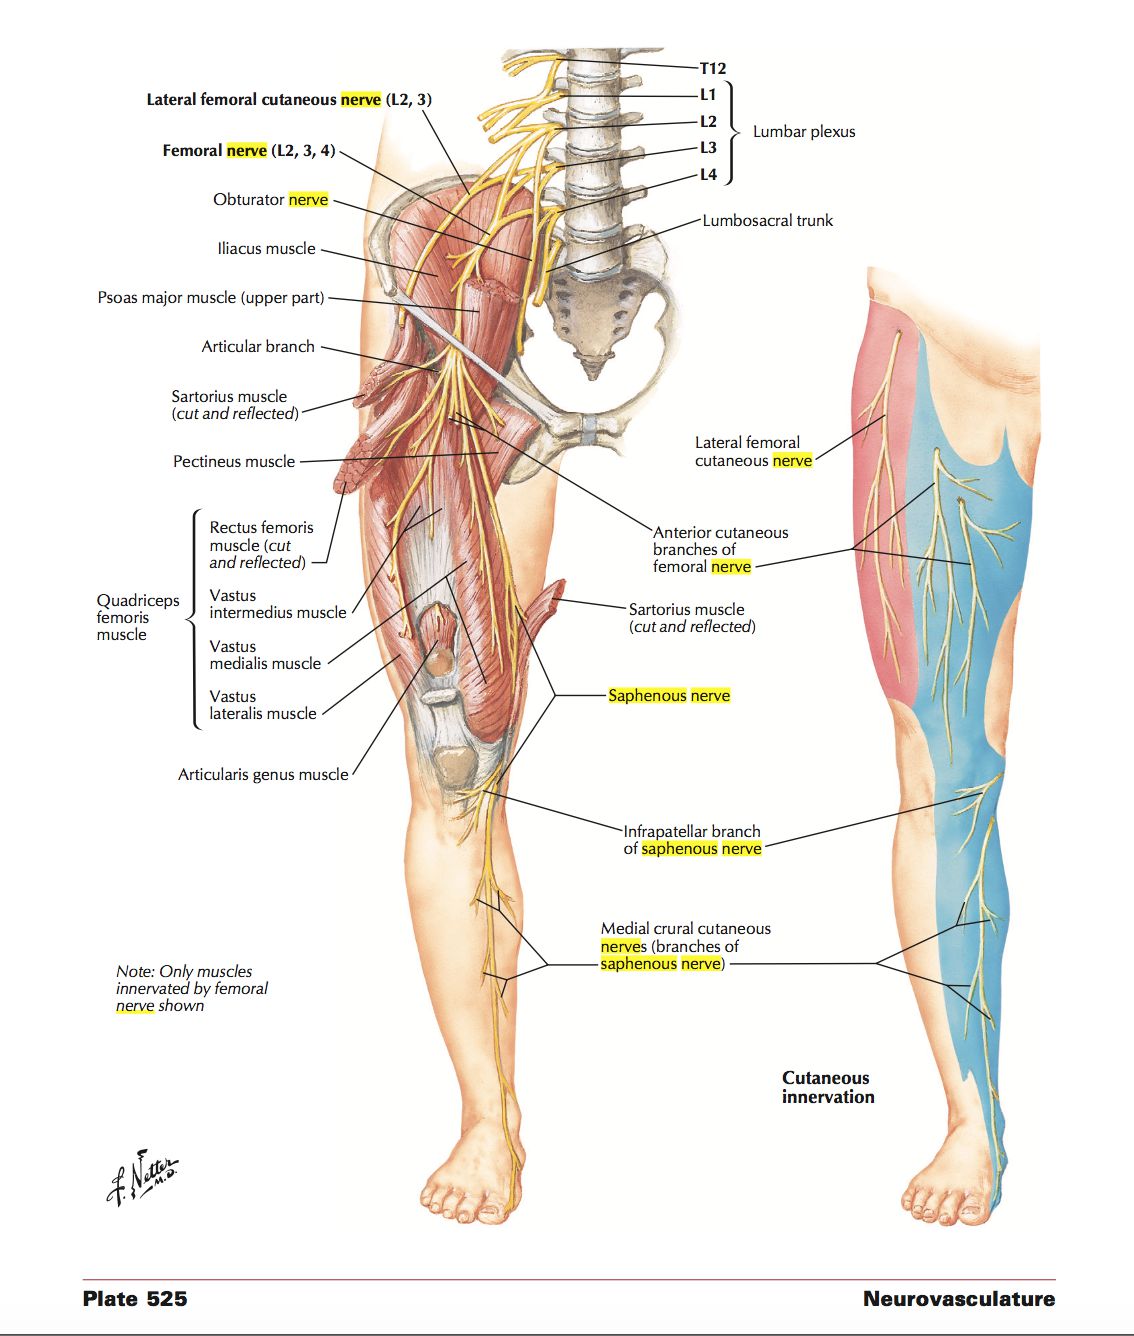 T12
Lateral femoral cutaneous nerve (L2, 3)
L1
L2
Lumbar plexus
Femoral nerve (L2, 3, 4)
L3
L4
Obturator nerve
Lumbosacral trunk
Iliacus muscle
Psoas major muscle (upper part)
Articular branch
Sartorius muscle
(cut and reflected)
Pectineus muscle
Lateral femoral
cutaneous nerve
Quadriceps
femoris
muscle
Rectus femoris
muscle (cut
and reflected)
Vastus
intermedius muscle
Vastus
medialis muscle
Vastus
lateralis muscle
Articularis genus muscle
Anterior cutaneous
branches of
femoral nerve
Sartorius muscle
(cut and reflected)
Saphenous nerve
Infrapatellar branch
of saphenous nerve
Medial crural cutaneous
nerves (branches of
saphenous nerve)
Note: Only muscles
innervated by femoral
nerve shown
Cutaneous
innervation
F. Netter
M.D.
Plate 525
Neurovasculature